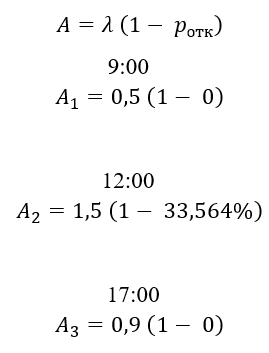 A = λ (1 − pотк)
9:00
A₁ = 0,5 (1 − 0)
12:00
A₂ = 1,5 (1 − 33,564%)
17:00
A₃ = 0,9 (1 − 0)